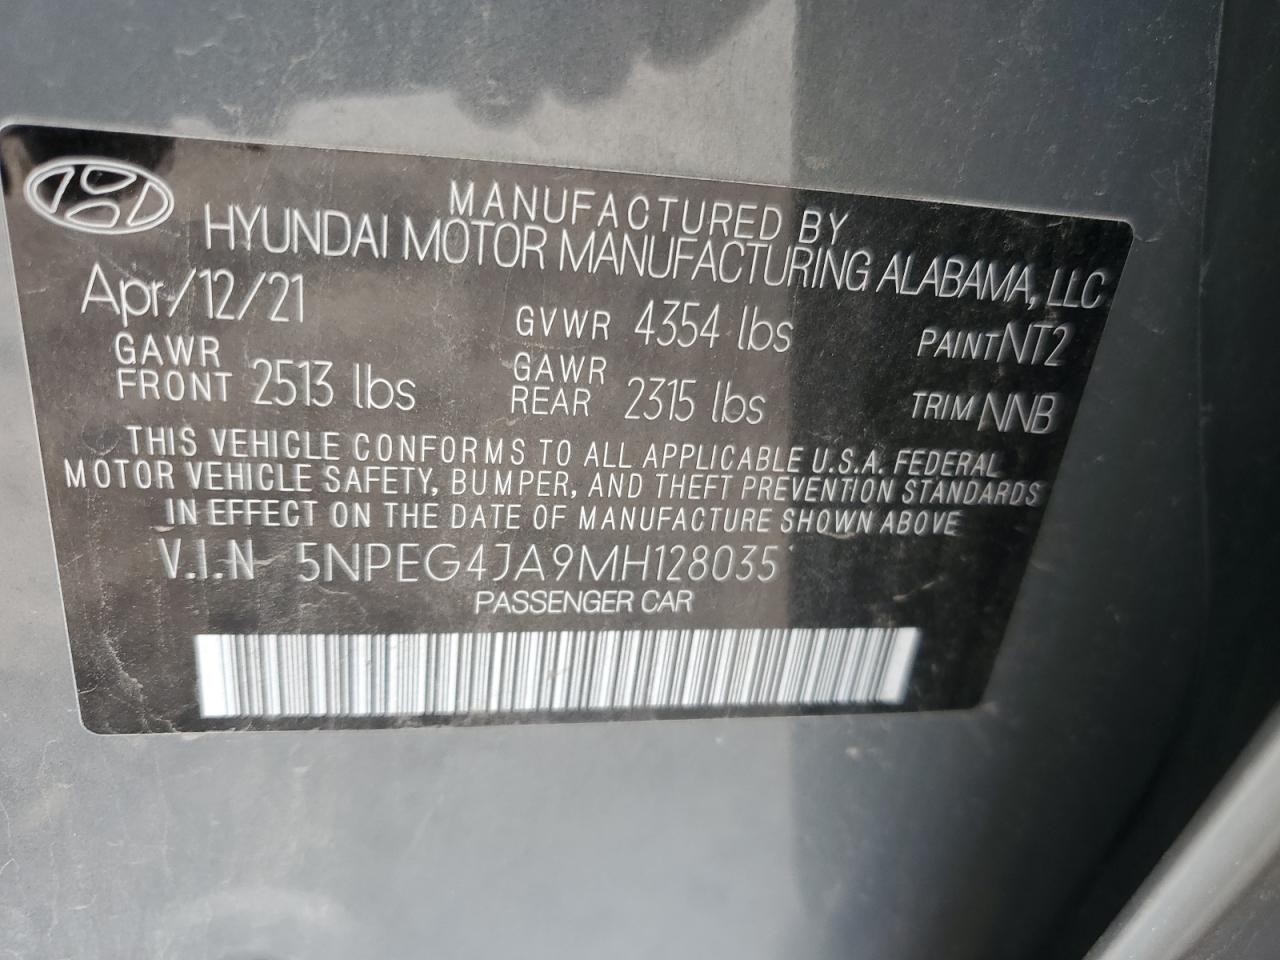 MANUFACTURED BY
HYUNDAI MOTOR MANUFACTURING ALABAMA, LLC
Apr/12/21 GVWR 4354 lbs PAINT NT2
GAWR FRONT 2513 lbs GAWR REAR 2315 lbs TRIM NNB
THIS VEHICLE CONFORMS TO ALL APPLICABLE U.S.A. FEDERAL
MOTOR VEHICLE SAFETY, BUMPER, AND THEFT PREVENTION STANDARDS
IN EFFECT ON THE DATE OF MANUFACTURE SHOWN ABOVE
V.I.N 5NPEG4JA9MH128035
PASSENGER CAR